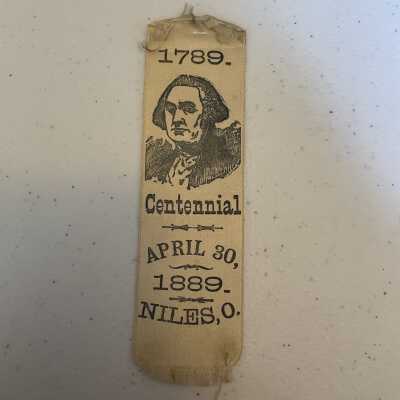 1789.
Centennial
APRIL 30,
1889.
NILES, O.